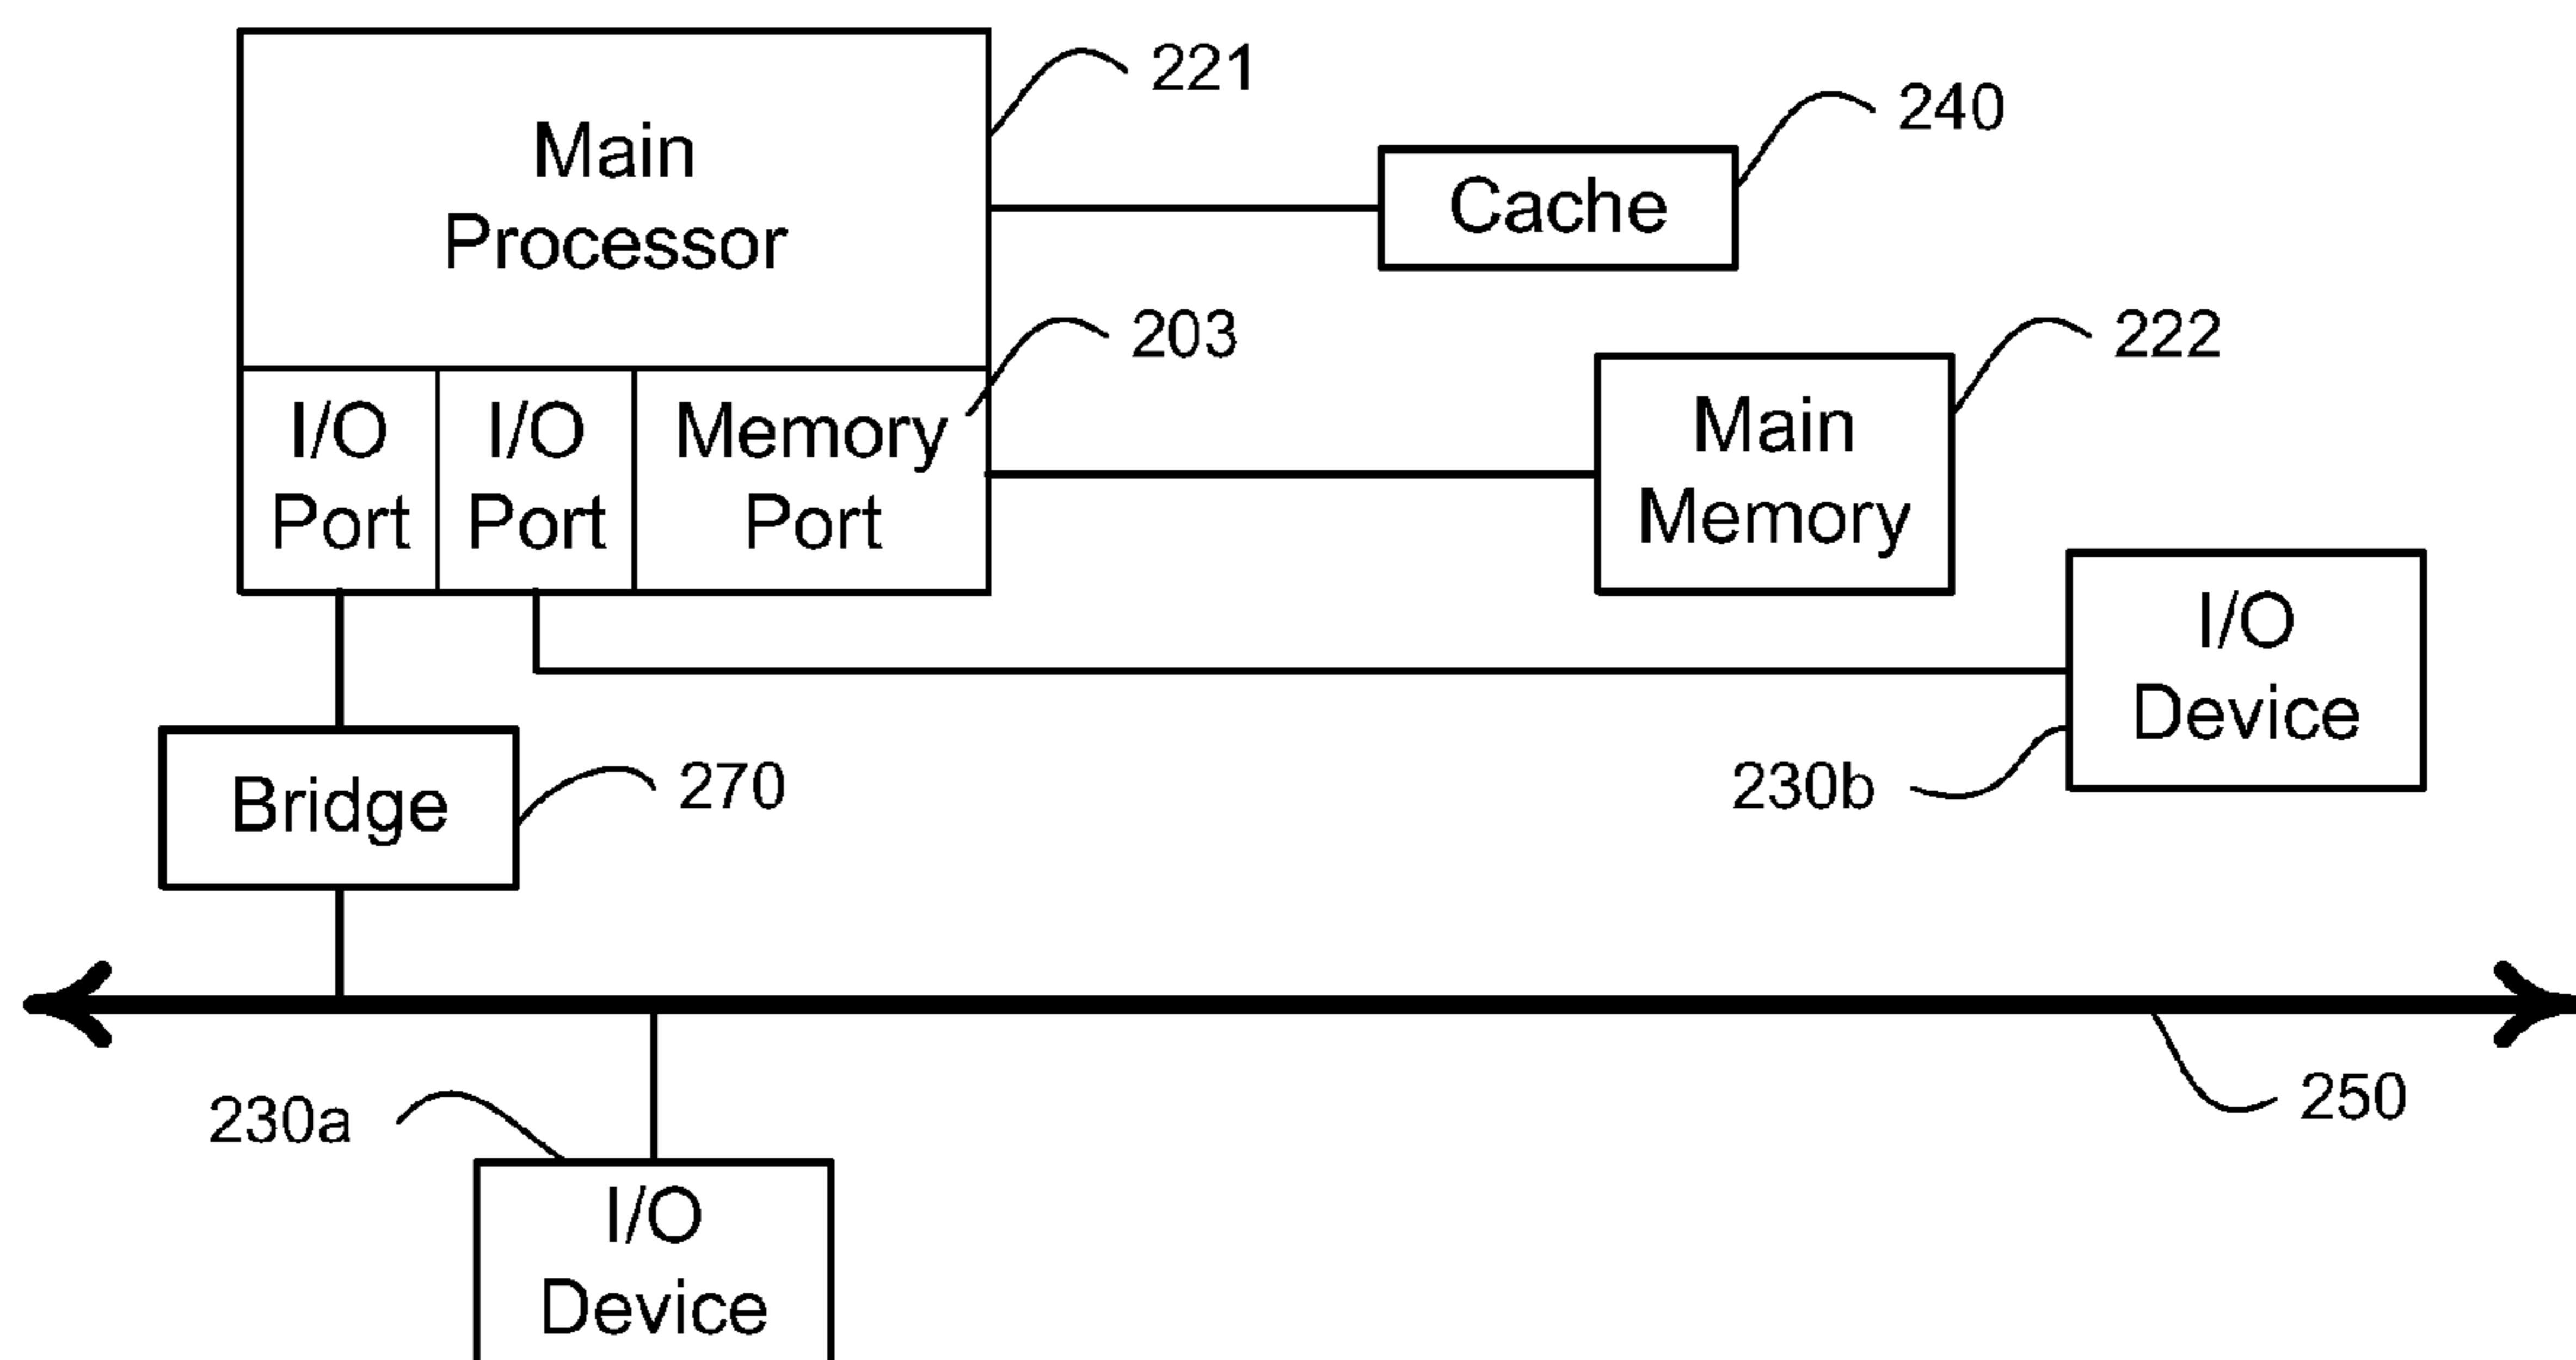 221
Main
Processor
240
Cache
203
222
I/O
Port
I/O
Port
Memory
Port
Main
Memory
I/O
Device
230b
Bridge
270
250
230a
I/O
Device